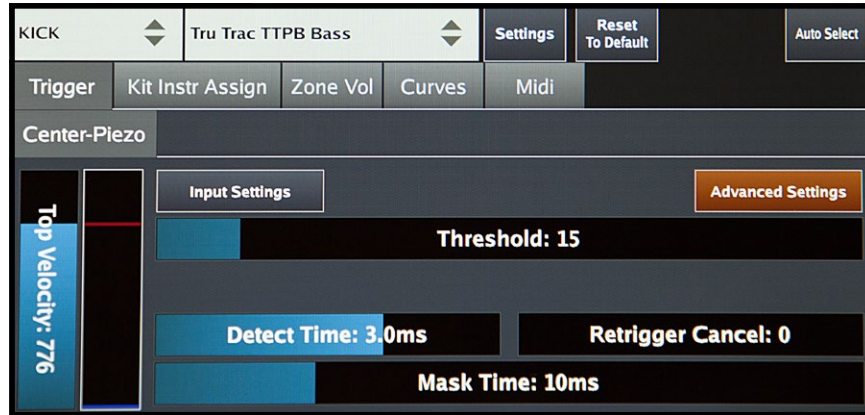 KICK
Tru Trac TTPB Bass
Settings
Reset
To Default
Auto Select
Trigger
Kit Instr Assign
Zone Vol
Curves
Midi
Center-Piezo
Top Velocity: 776
Input Settings
Advanced Settings
Threshold: 15
Detect Time: 3.0ms
Retrigger Cancel: 0
Mask Time: 10ms